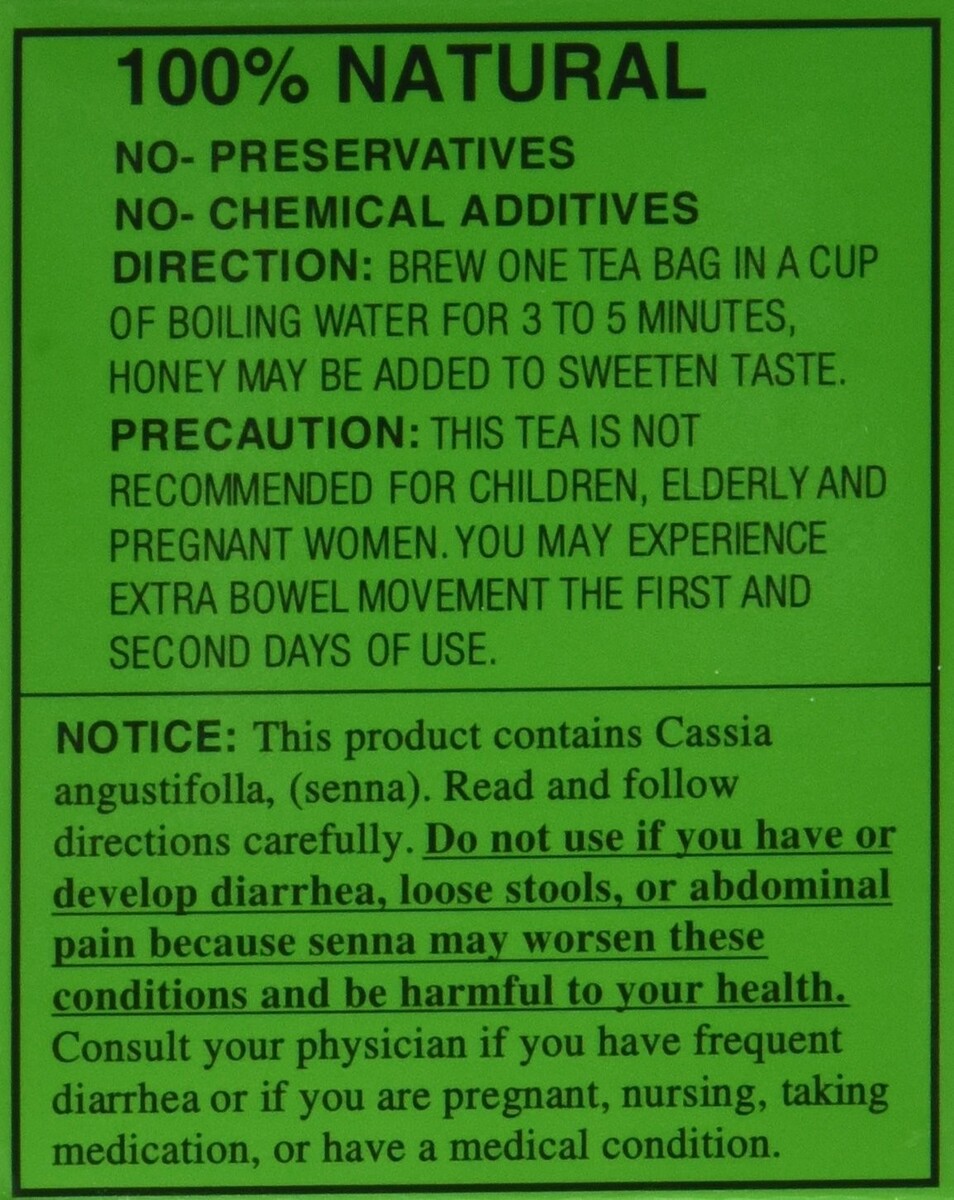 100% NATURAL
NO- PRESERVATIVES
NO- CHEMICAL ADDITIVES
DIRECTION: BREW ONE TEA BAG IN A CUP
OF BOILING WATER FOR 3 TO 5 MINUTES,
HONEY MAY BE ADDED TO SWEETEN TASTE.
PRECAUTION: THIS TEA IS NOT
RECOMMENDED FOR CHILDREN, ELDERLY AND
PREGNANT WOMEN. YOU MAY EXPERIENCE
EXTRA BOWEL MOVEMENT THE FIRST AND
SECOND DAYS OF USE.
NOTICE: This product contains Cassia
angustifolla, (senna). Read and follow
directions carefully. Do not use if you have or
develop diarrhea, loose stools, or abdominal
pain because senna may worsen these
conditions and be harmful to your health.
Consult your physician if you have frequent
diarrhea or if you are pregnant, nursing, taking
medication, or have a medical condition.